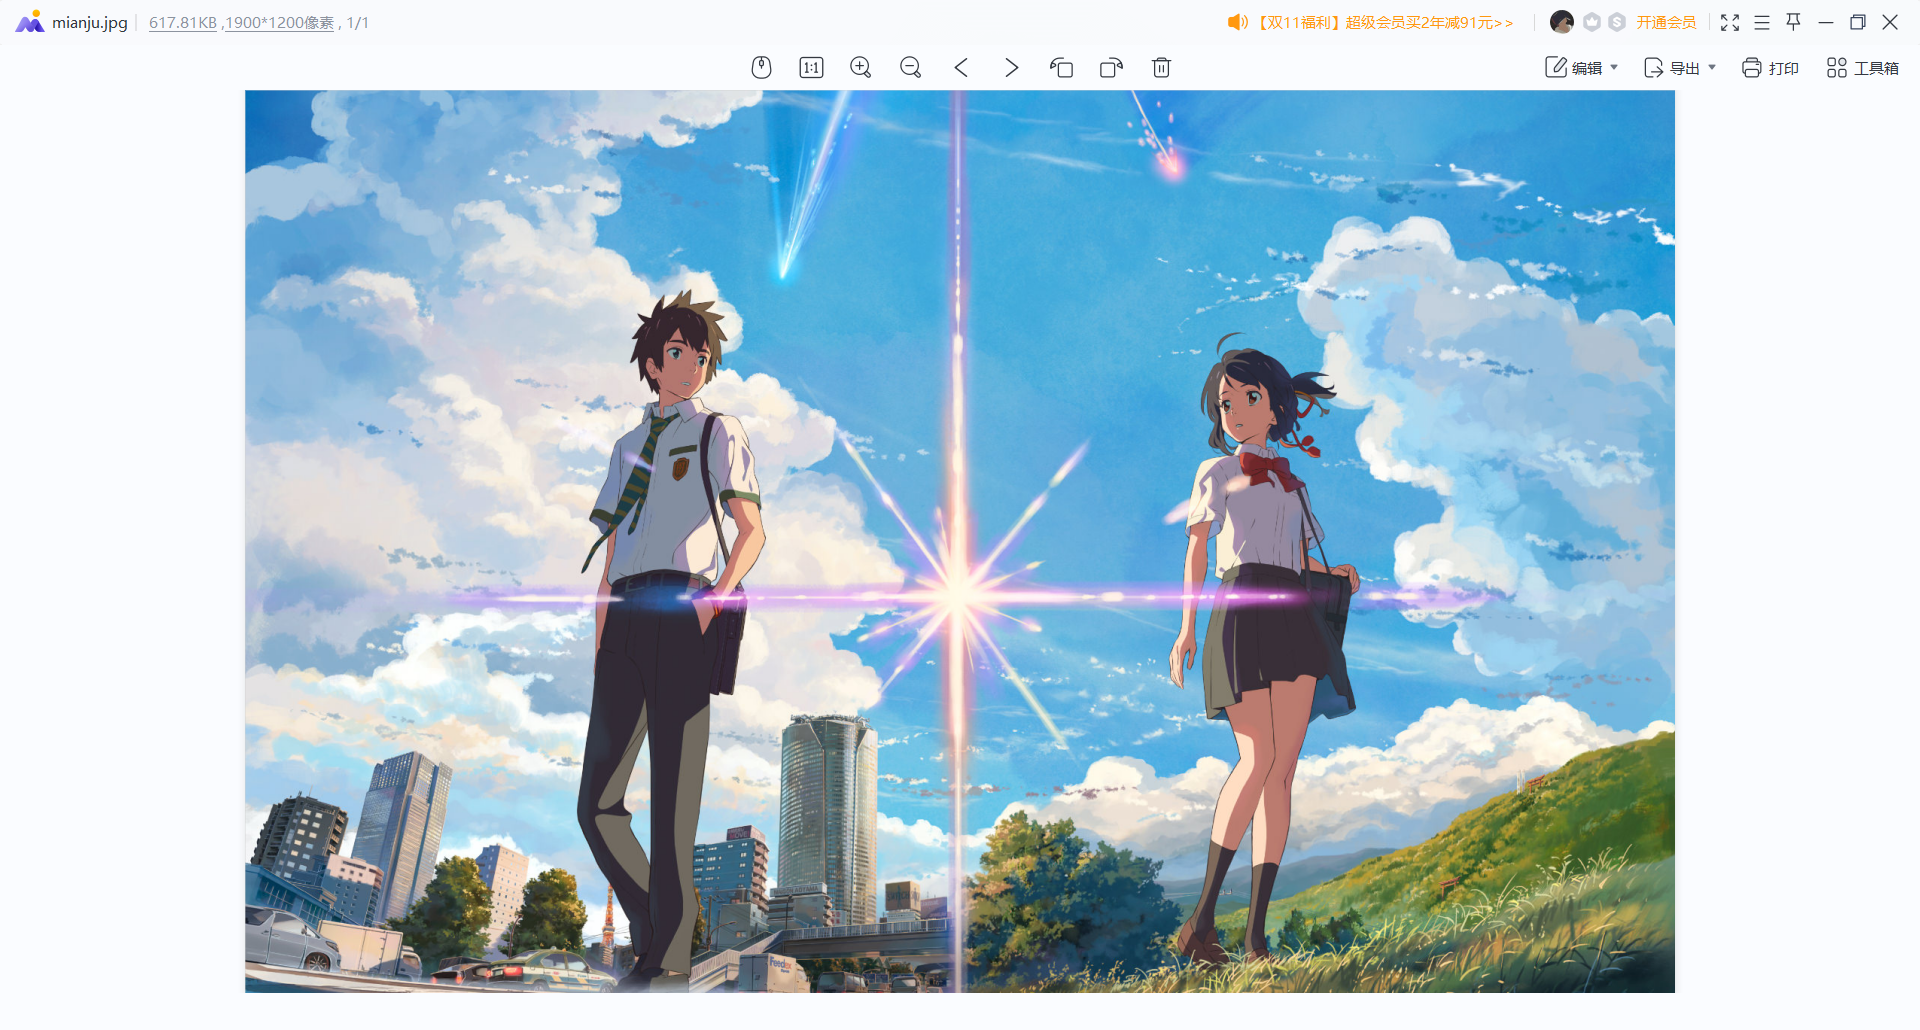 mianju.jpg
617.81KB ,1900*1200像素 , 1/1
【双11福利】超级会员买2年减91元>>
S
开通会员
1:1
编辑
导出
打印
工具箱